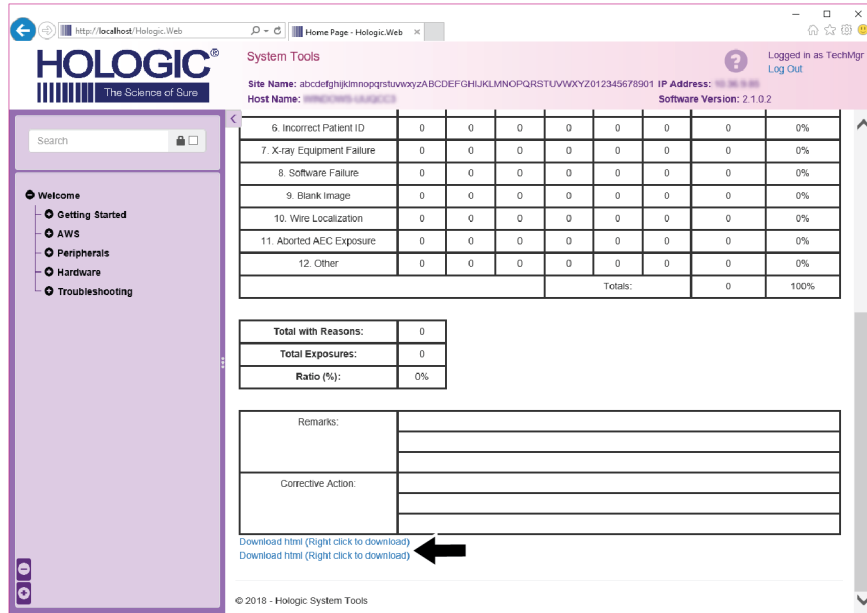 http://localhost/Hologic.Web
Home Page - Hologic.Web
HOLOGIC®
The Science of Sure
System Tools
Logged in as TechMgr
Log Out
Site Name: abcdefghijklmnopqrstuvwxyzABCDEFGHIJKLMNOPQRSTUVWXYZ012345678901 IP Address:
Host Name:
Software Version: 2.1.0.2
Search
Welcome
Getting Started
AWS
Peripherals
Hardware
Troubleshooting
6. Incorrect Patient ID 0 0 0 0 0 0 0%
7. X-ray Equipment Failure 0 0 0 0 0 0 0%
8. Software Failure 0 0 0 0 0 0 0%
9. Blank Image 0 0 0 0 0 0 0%
10. Wire Localization 0 0 0 0 0 0 0%
11. Aborted AEC Exposure 0 0 0 0 0 0 0%
12. Other 0 0 0 0 0 0 0%
Totals: 0 100%
Total with Reasons: 0
Total Exposures: 0
Ratio (%): 0%
Remarks:
Corrective Action:
Download html (Right click to download)
Download html (Right click to download)
© 2018 - Hologic System Tools